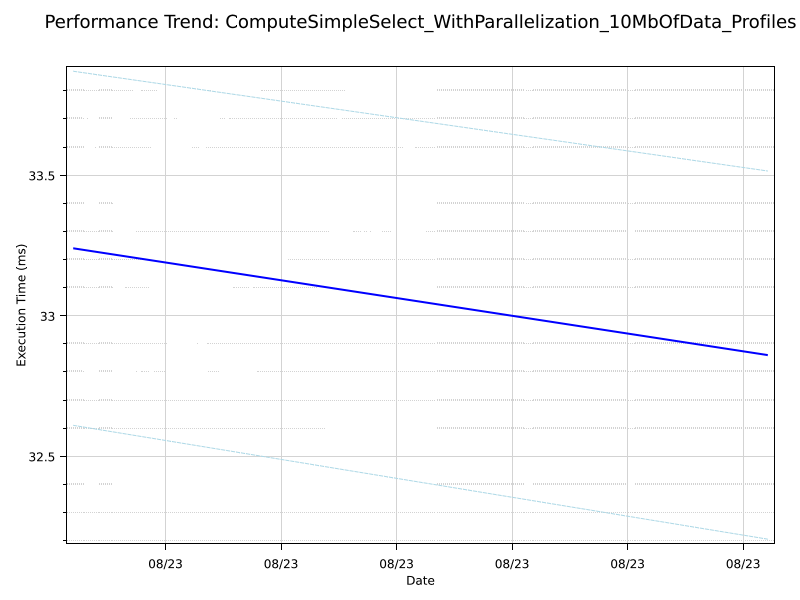 Performance Trend: ComputeSimpleSelect_WithParallelization_10MbOfData_Profiles
33.5
33
32.5
Execution Time (ms)
08/23 08/23 08/23 08/23 08/23 08/23
Date